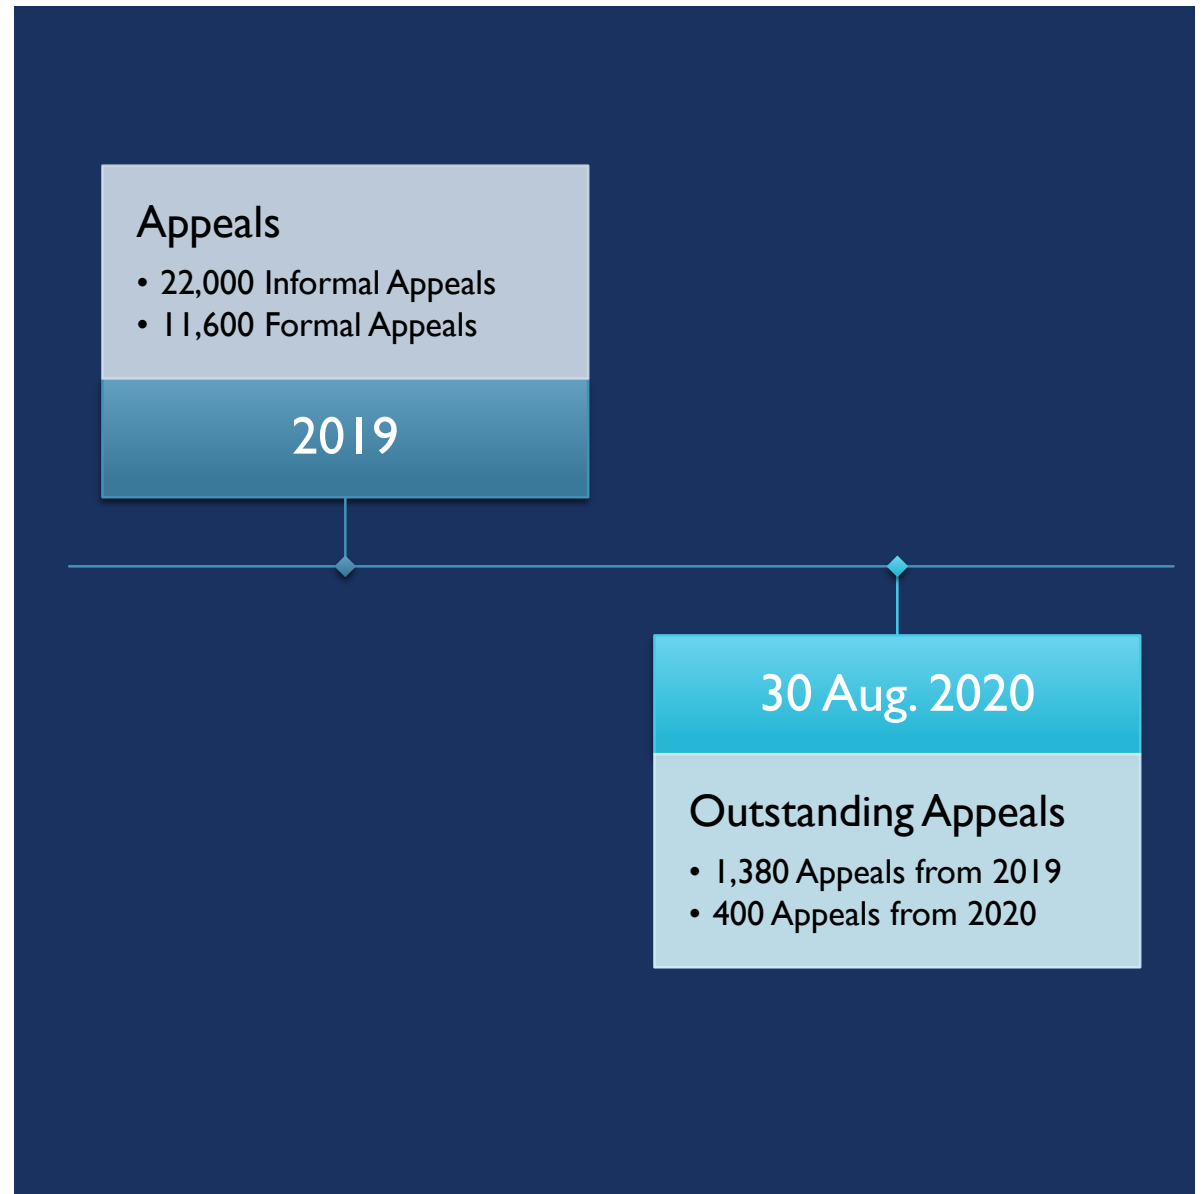 Appeals
• 22,000 Informal Appeals
• 11,600 Formal Appeals
2019
30 Aug. 2020
Outstanding Appeals
• 1,380 Appeals from 2019
• 400 Appeals from 2020